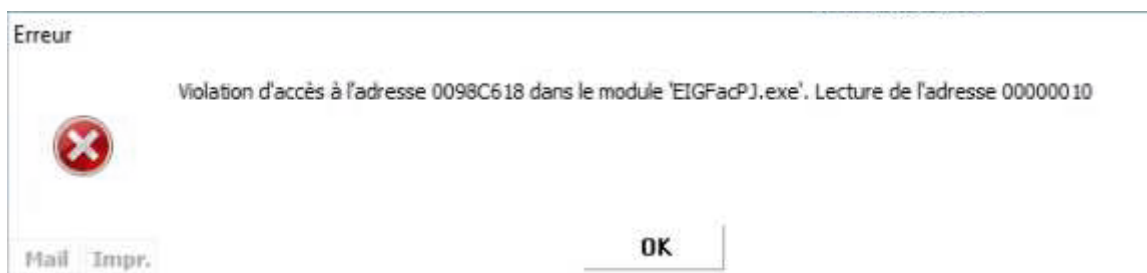 Erreur
Violation d'accès à l'adresse 0098C618 dans le module 'EIGFacPJ.exe'. Lecture de l'adresse 00000010
OK
Mail Impr.